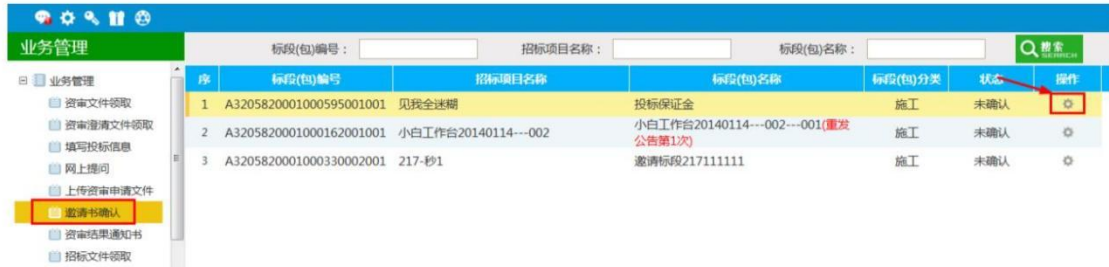 业务管理
标段(包)编号：
招标项目名称：
标段(包)名称：
搜索
SEARCH
业务管理
资审文件领取
资审澄清文件领取
填写投标信息
网上提问
上传资审申请文件
邀请书确认
资审结果通知书
招标文件领取
序 标段(包)编号 招标项目名称 标段(包)名称 标段(包)分类 状态 操作
1 A3205820001000595001001 见我全迷糊 投标保证金 施工 未确认
2 A3205820001000162001001 小白工作台20140114---002 小白工作台20140114---002---001(重发
公告第1次) 施工 未确认
3 A3205820001000330002001 217-秒1 邀请标段217111111 施工 未确认